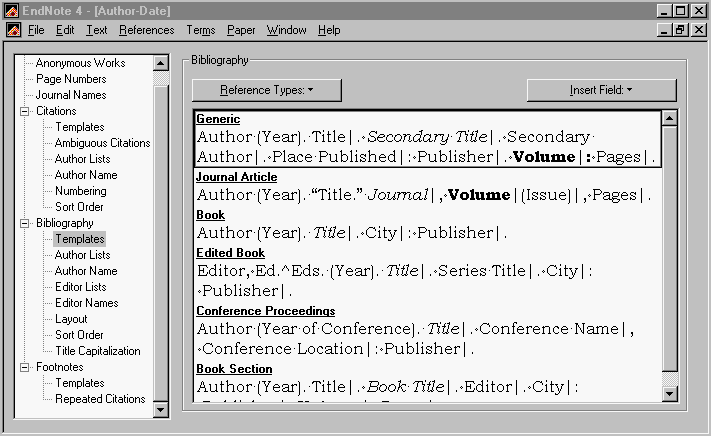 EndNote 4 - [Author-Date]
File Edit Text References Terms Paper Window Help
Anonymous Works
Page Numbers
Journal Names
Citations
Templates
Ambiguous Citations
Author Lists
Author Name
Numbering
Sort Order
Bibliography
Templates
Author Lists
Author Name
Editor Lists
Editor Names
Layout
Sort Order
Title Capitalization
Footnotes
Templates
Repeated Citations
Bibliography
Reference Types: Insert Field:
Generic
Author·(Year).·Title|.◦Secondary·Title|.◦Secondary·
Author|.◦Place·Published|:◦Publisher|.◦Volume|:◦Pages|.
Journal Article
Author·(Year).·“Title.”·Journal|,◦Volume|(Issue)|,◦Pages|.
Book
Author·(Year).·Title|.◦City|:◦Publisher|.
Edited Book
Editor,◦Ed.^Eds.·(Year).·Title|.◦Series·Title|.◦City|:
◦Publisher|.
Conference Proceedings
Author·(Year·of·Conference).·Title|.◦Conference·Name|,
◦Conference·Location|:◦Publisher|.
Book Section
Author·(Year).·Title|.◦Book·Title|.◦Editor|.◦City|: